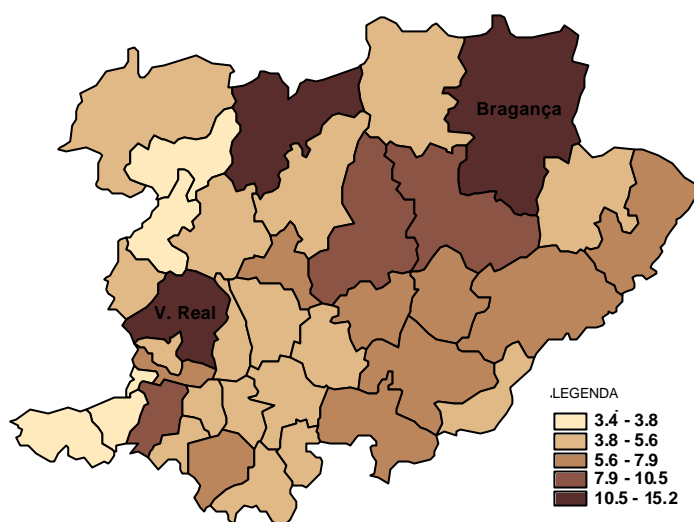 Bragança
V. Real
.LEGENDA
3.4 - 3.8
3.8 - 5.6
5.6 - 7.9
7.9 - 10.5
10.5 - 15.2